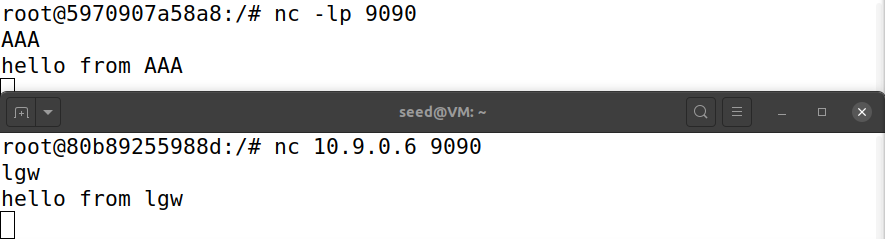 root@5970907a58a8:/# nc -lp 9090
AAA
hello from AAA
seed@VM: ~
root@80b89255988d:/# nc 10.9.0.6 9090
lgw
hello from lgw